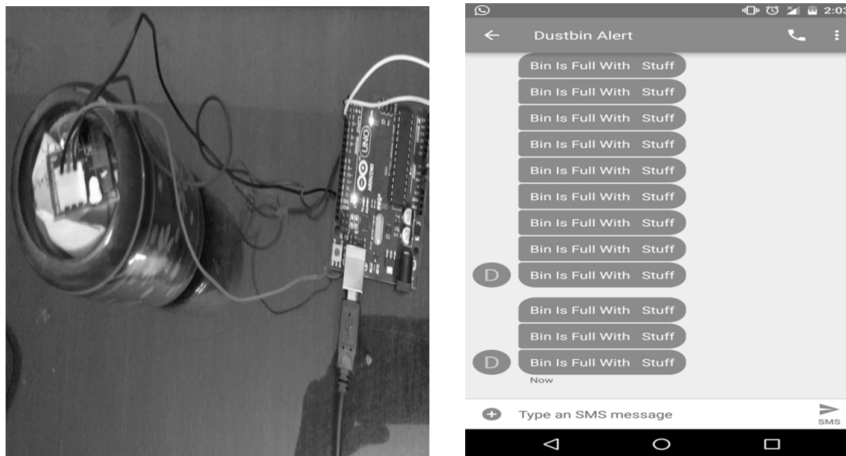 UNO
ARDUINO
2:03
Dustbin Alert
Bin Is Full With Stuff
Bin Is Full With Stuff
Bin Is Full With Stuff
Bin Is Full With Stuff
Bin Is Full With Stuff
Bin Is Full With Stuff
Bin Is Full With Stuff
Bin Is Full With Stuff
D
Bin Is Full With Stuff
Bin Is Full With Stuff
Bin Is Full With Stuff
D
Bin Is Full With Stuff
Now
Type an SMS message
SMS